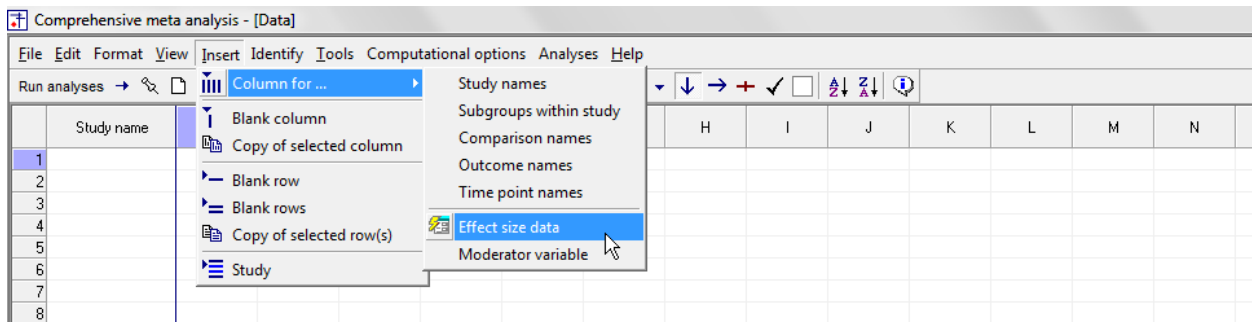 Comprehensive meta analysis - [Data]
File Edit Format View Insert Identify Tools Computational options Analyses Help
Run analyses
Column for ...
Blank column
Copy of selected column
Blank row
Blank rows
Copy of selected row(s)
Study
Study names
Subgroups within study
Comparison names
Outcome names
Time point names
Effect size data
Moderator variable
Study name H I J K L M N
1
2
3
4
5
6
7
8